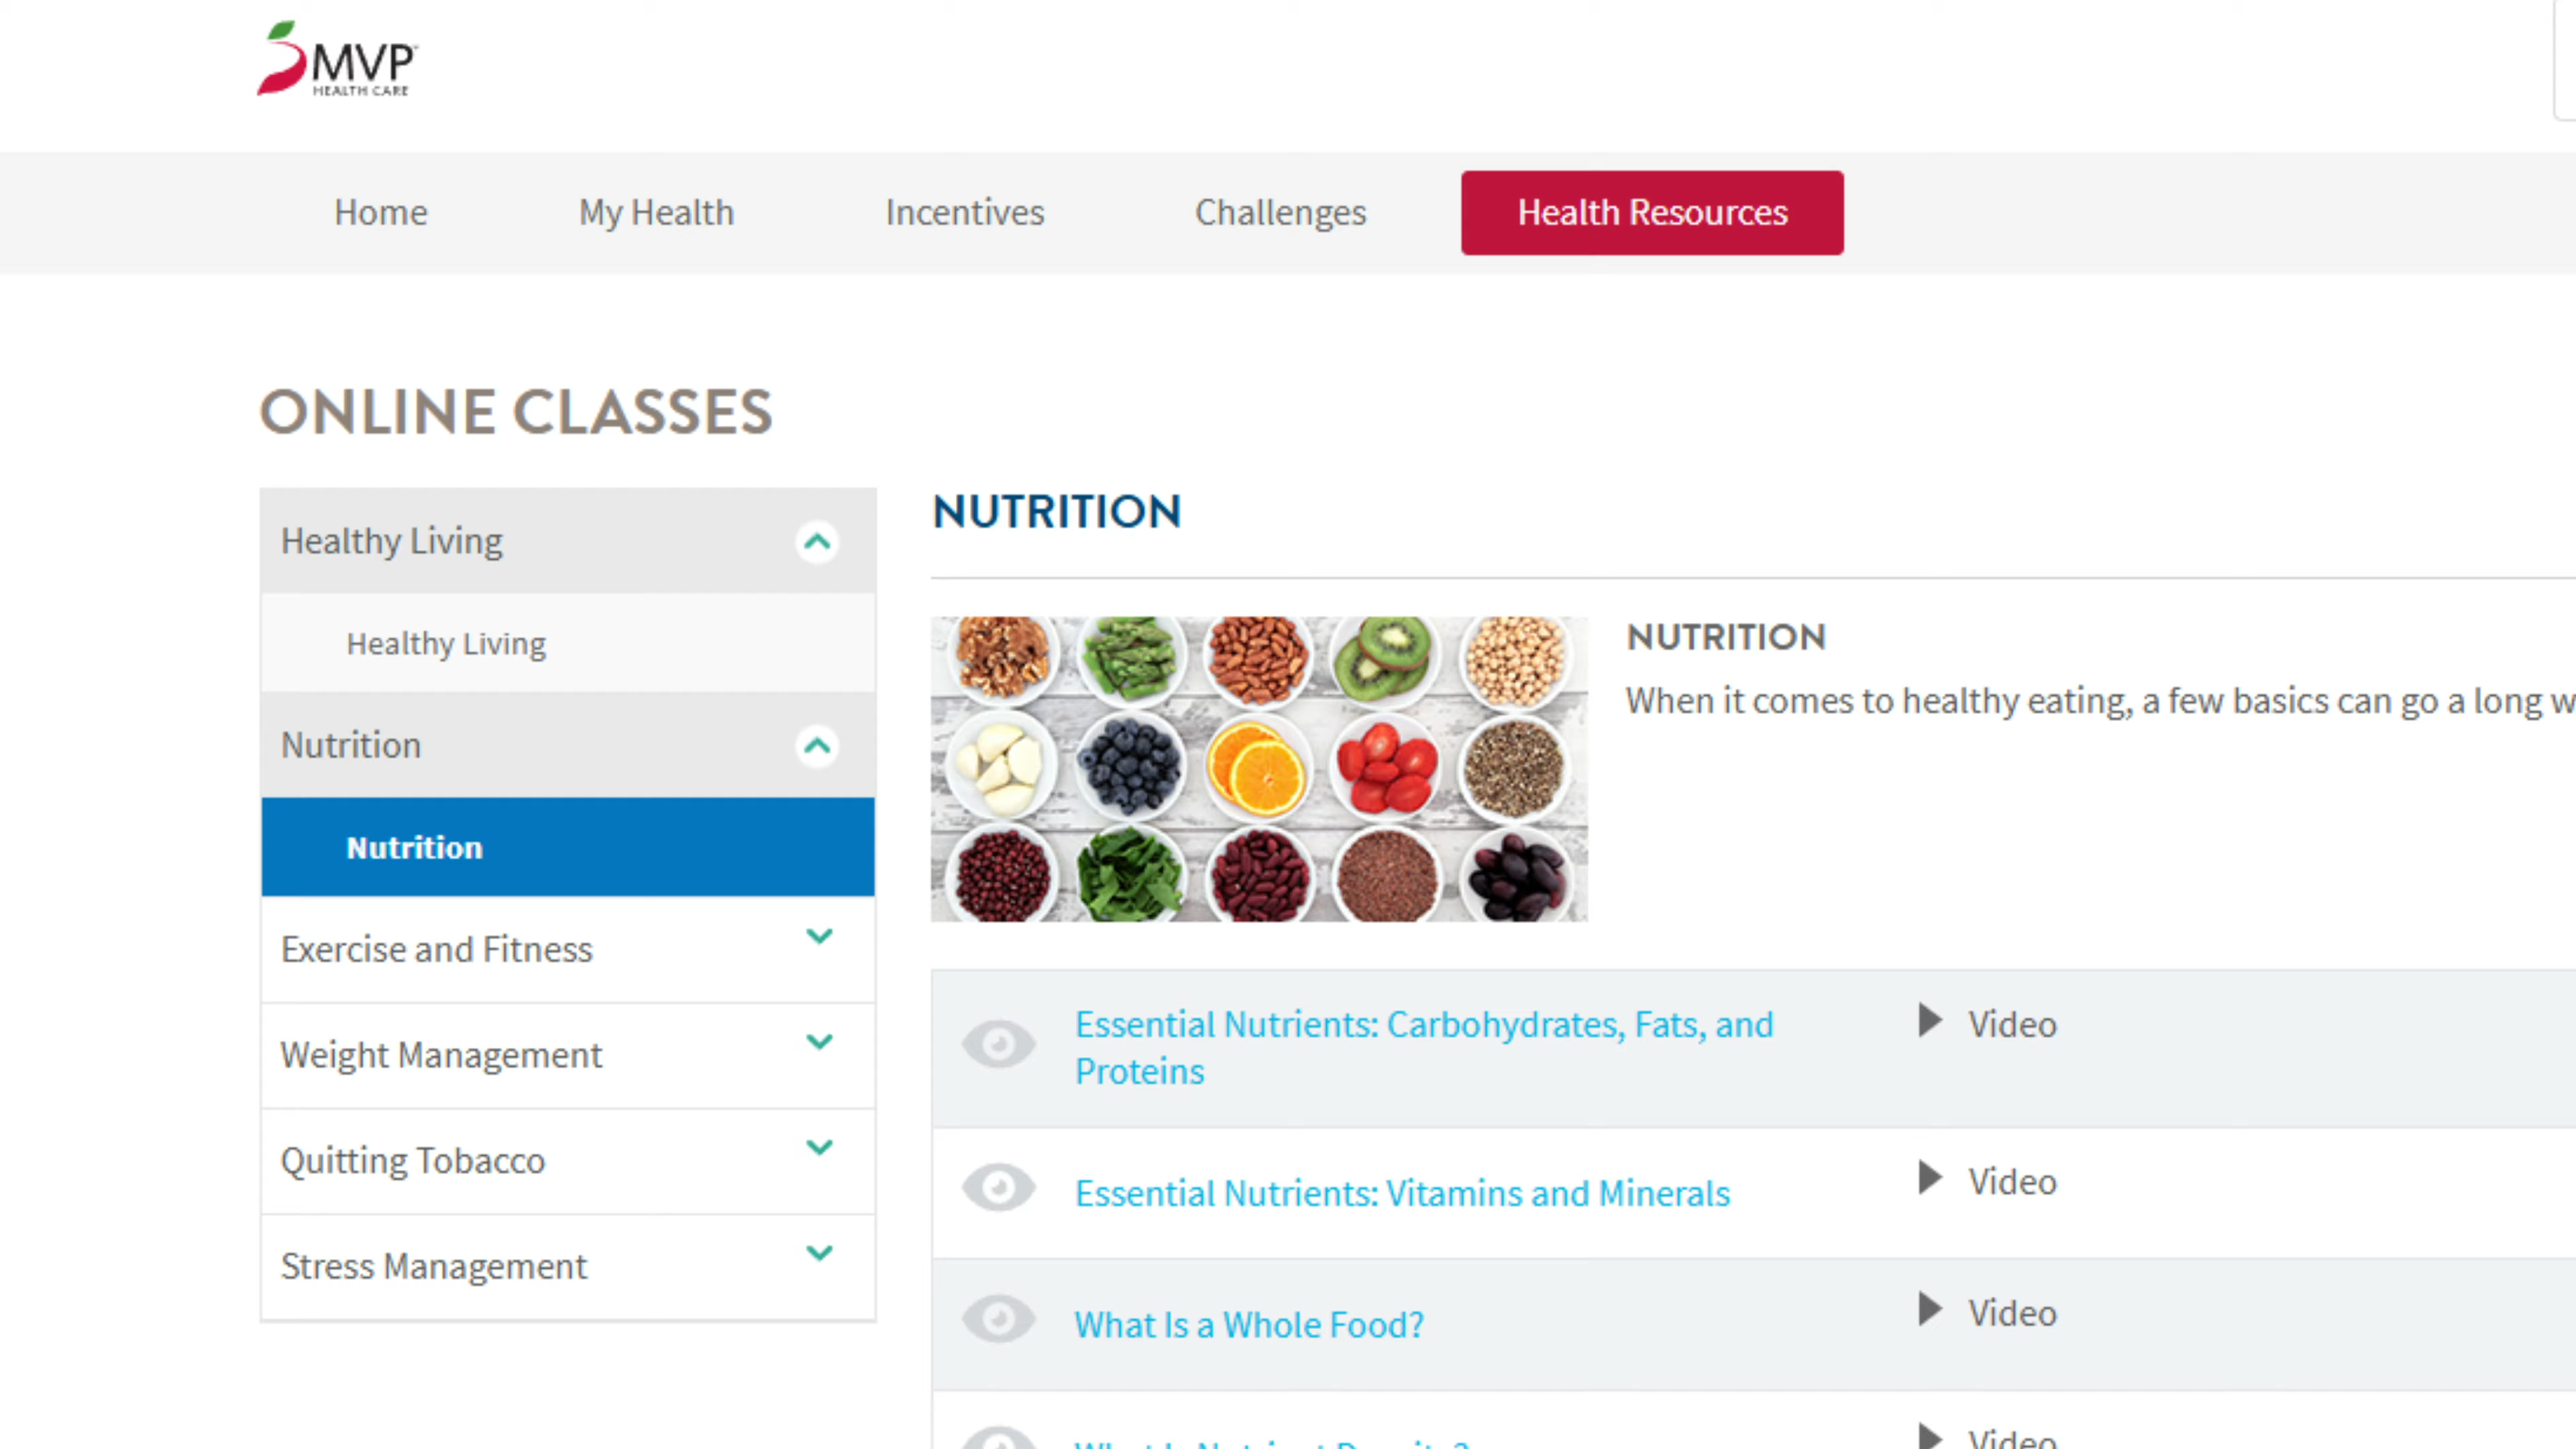 MVP
HEALTH CARE
Home My Health Incentives Challenges Health Resources
ONLINE CLASSES
Healthy Living
Healthy Living
Nutrition
Nutrition
Exercise and Fitness
Weight Management
Quitting Tobacco
Stress Management
NUTRITION
NUTRITION
When it comes to healthy eating, a few basics can go a long
Essential Nutrients: Carbohydrates, Fats, and
Proteins
Video
Essential Nutrients: Vitamins and Minerals
Video
What Is a Whole Food?
Video
Video